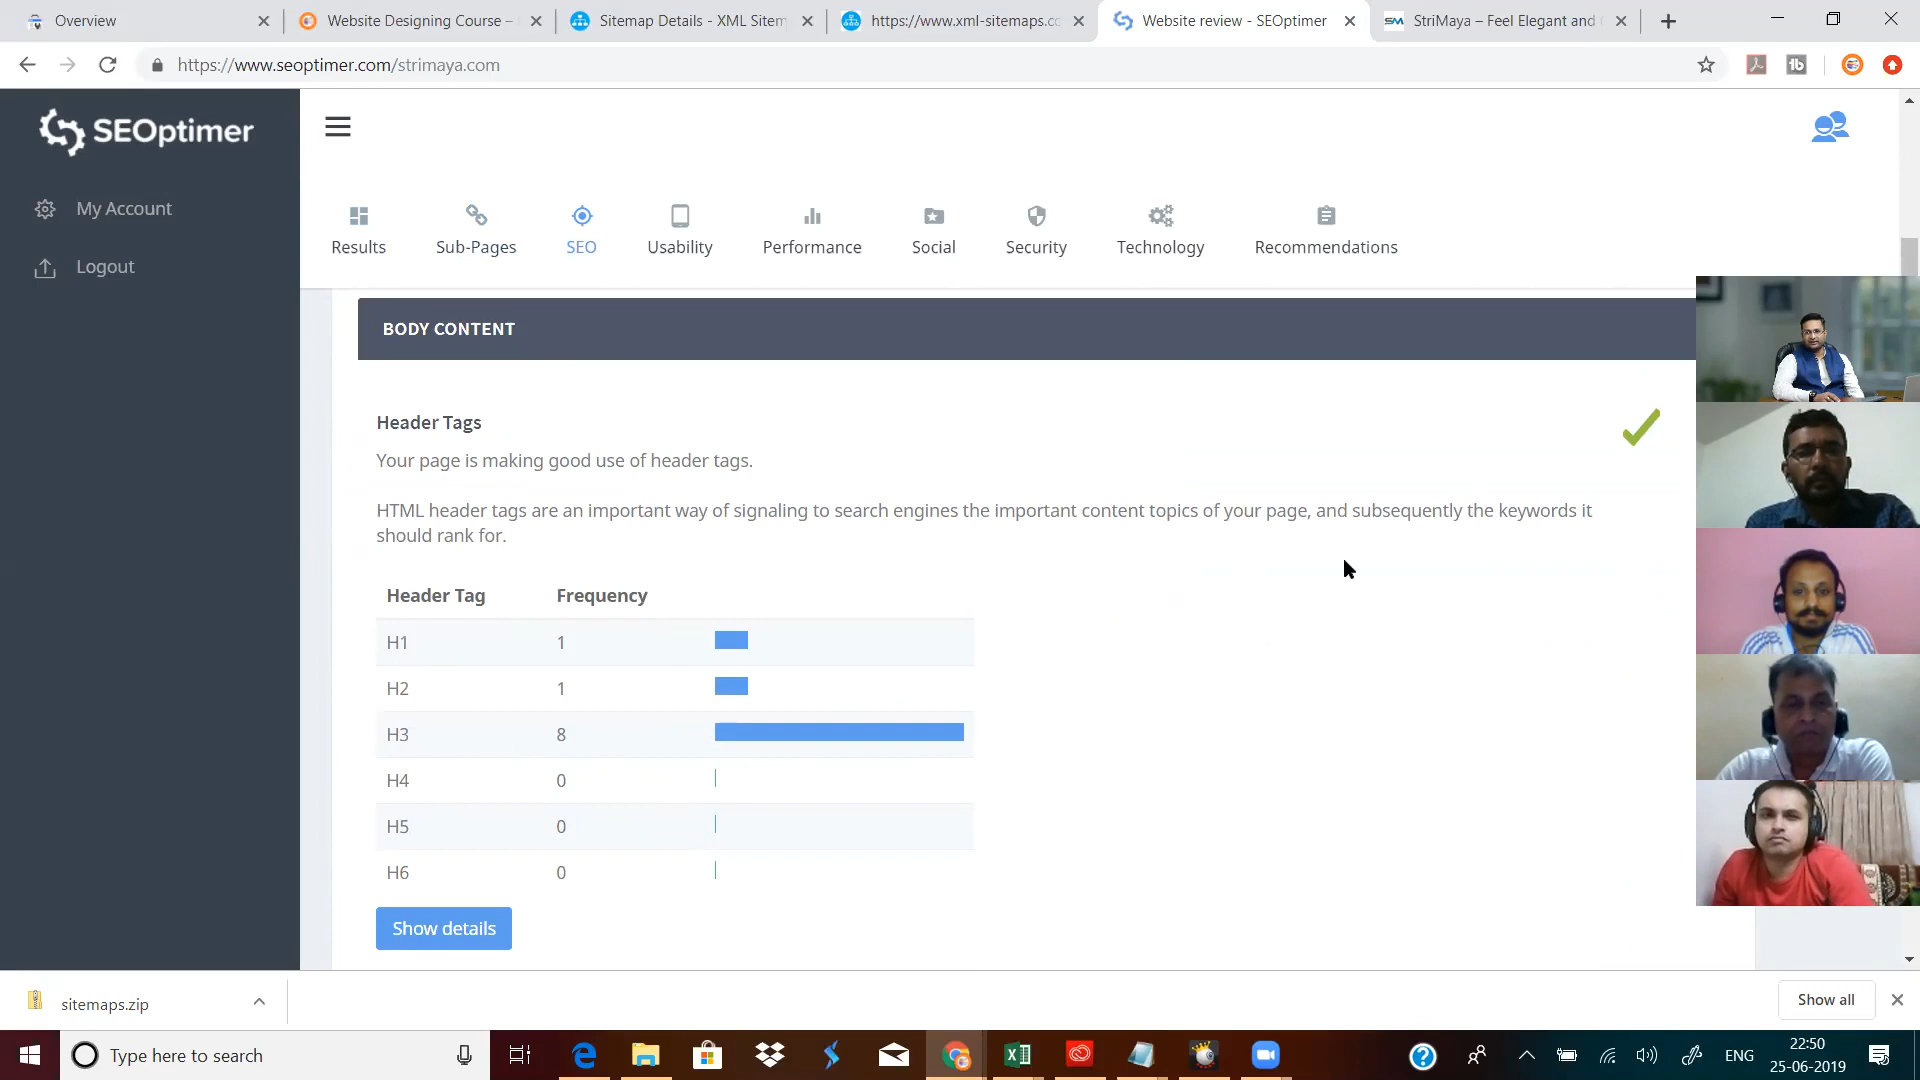 Overview
Website Designing Course –
Sitemap Details - XML Sitem
https://www.xml-sitemaps.co
Website review - SEOptimer
StriMaya – Feel Elegant and
https://www.seoptimer.com/strimaya.com
SEOptimer
My Account
Logout
Results
Sub-Pages
SEO
Usability
Performance
Social
Security
Technology
Recommendations
BODY CONTENT
Header Tags
Your page is making good use of header tags.
HTML header tags are an important way of signaling to search engines the important content topics of your page, and subsequently the keywords it
should rank for.
Header Tag Frequency
H1 1
H2 1
H3 8
H4 0
H5 0
H6 0
Show details
sitemaps.zip
Show all
Type here to search
ENG
22:50
25-06-2019